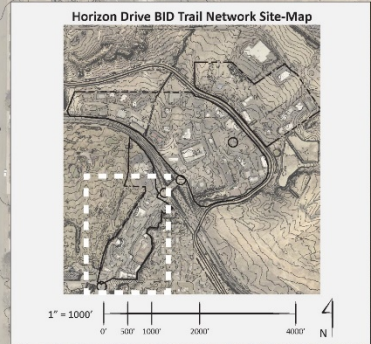 Horizon Drive BID Trail Network Site-Map
1" = 1000'
0' 500' 1000' 2000' 4000'
N